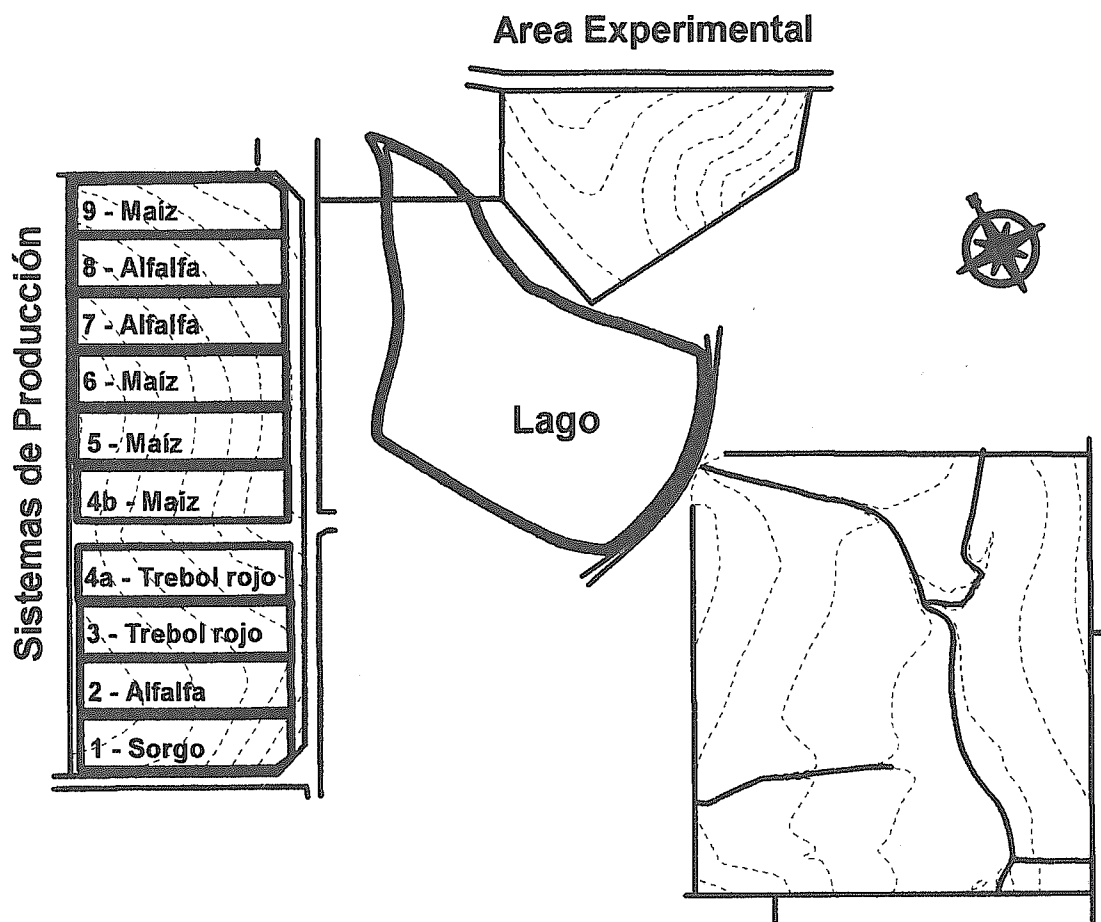 Area Experimental
Sistemas de Producción
9 - Maíz
8 - Alfalfa
7 - Alfalfa
6 - Maíz
5 - Maíz
4b - Maíz
4a - Trebol rojo
3 - Trebol rojo
2 - Alfalfa
1 - Sorgo
Lago